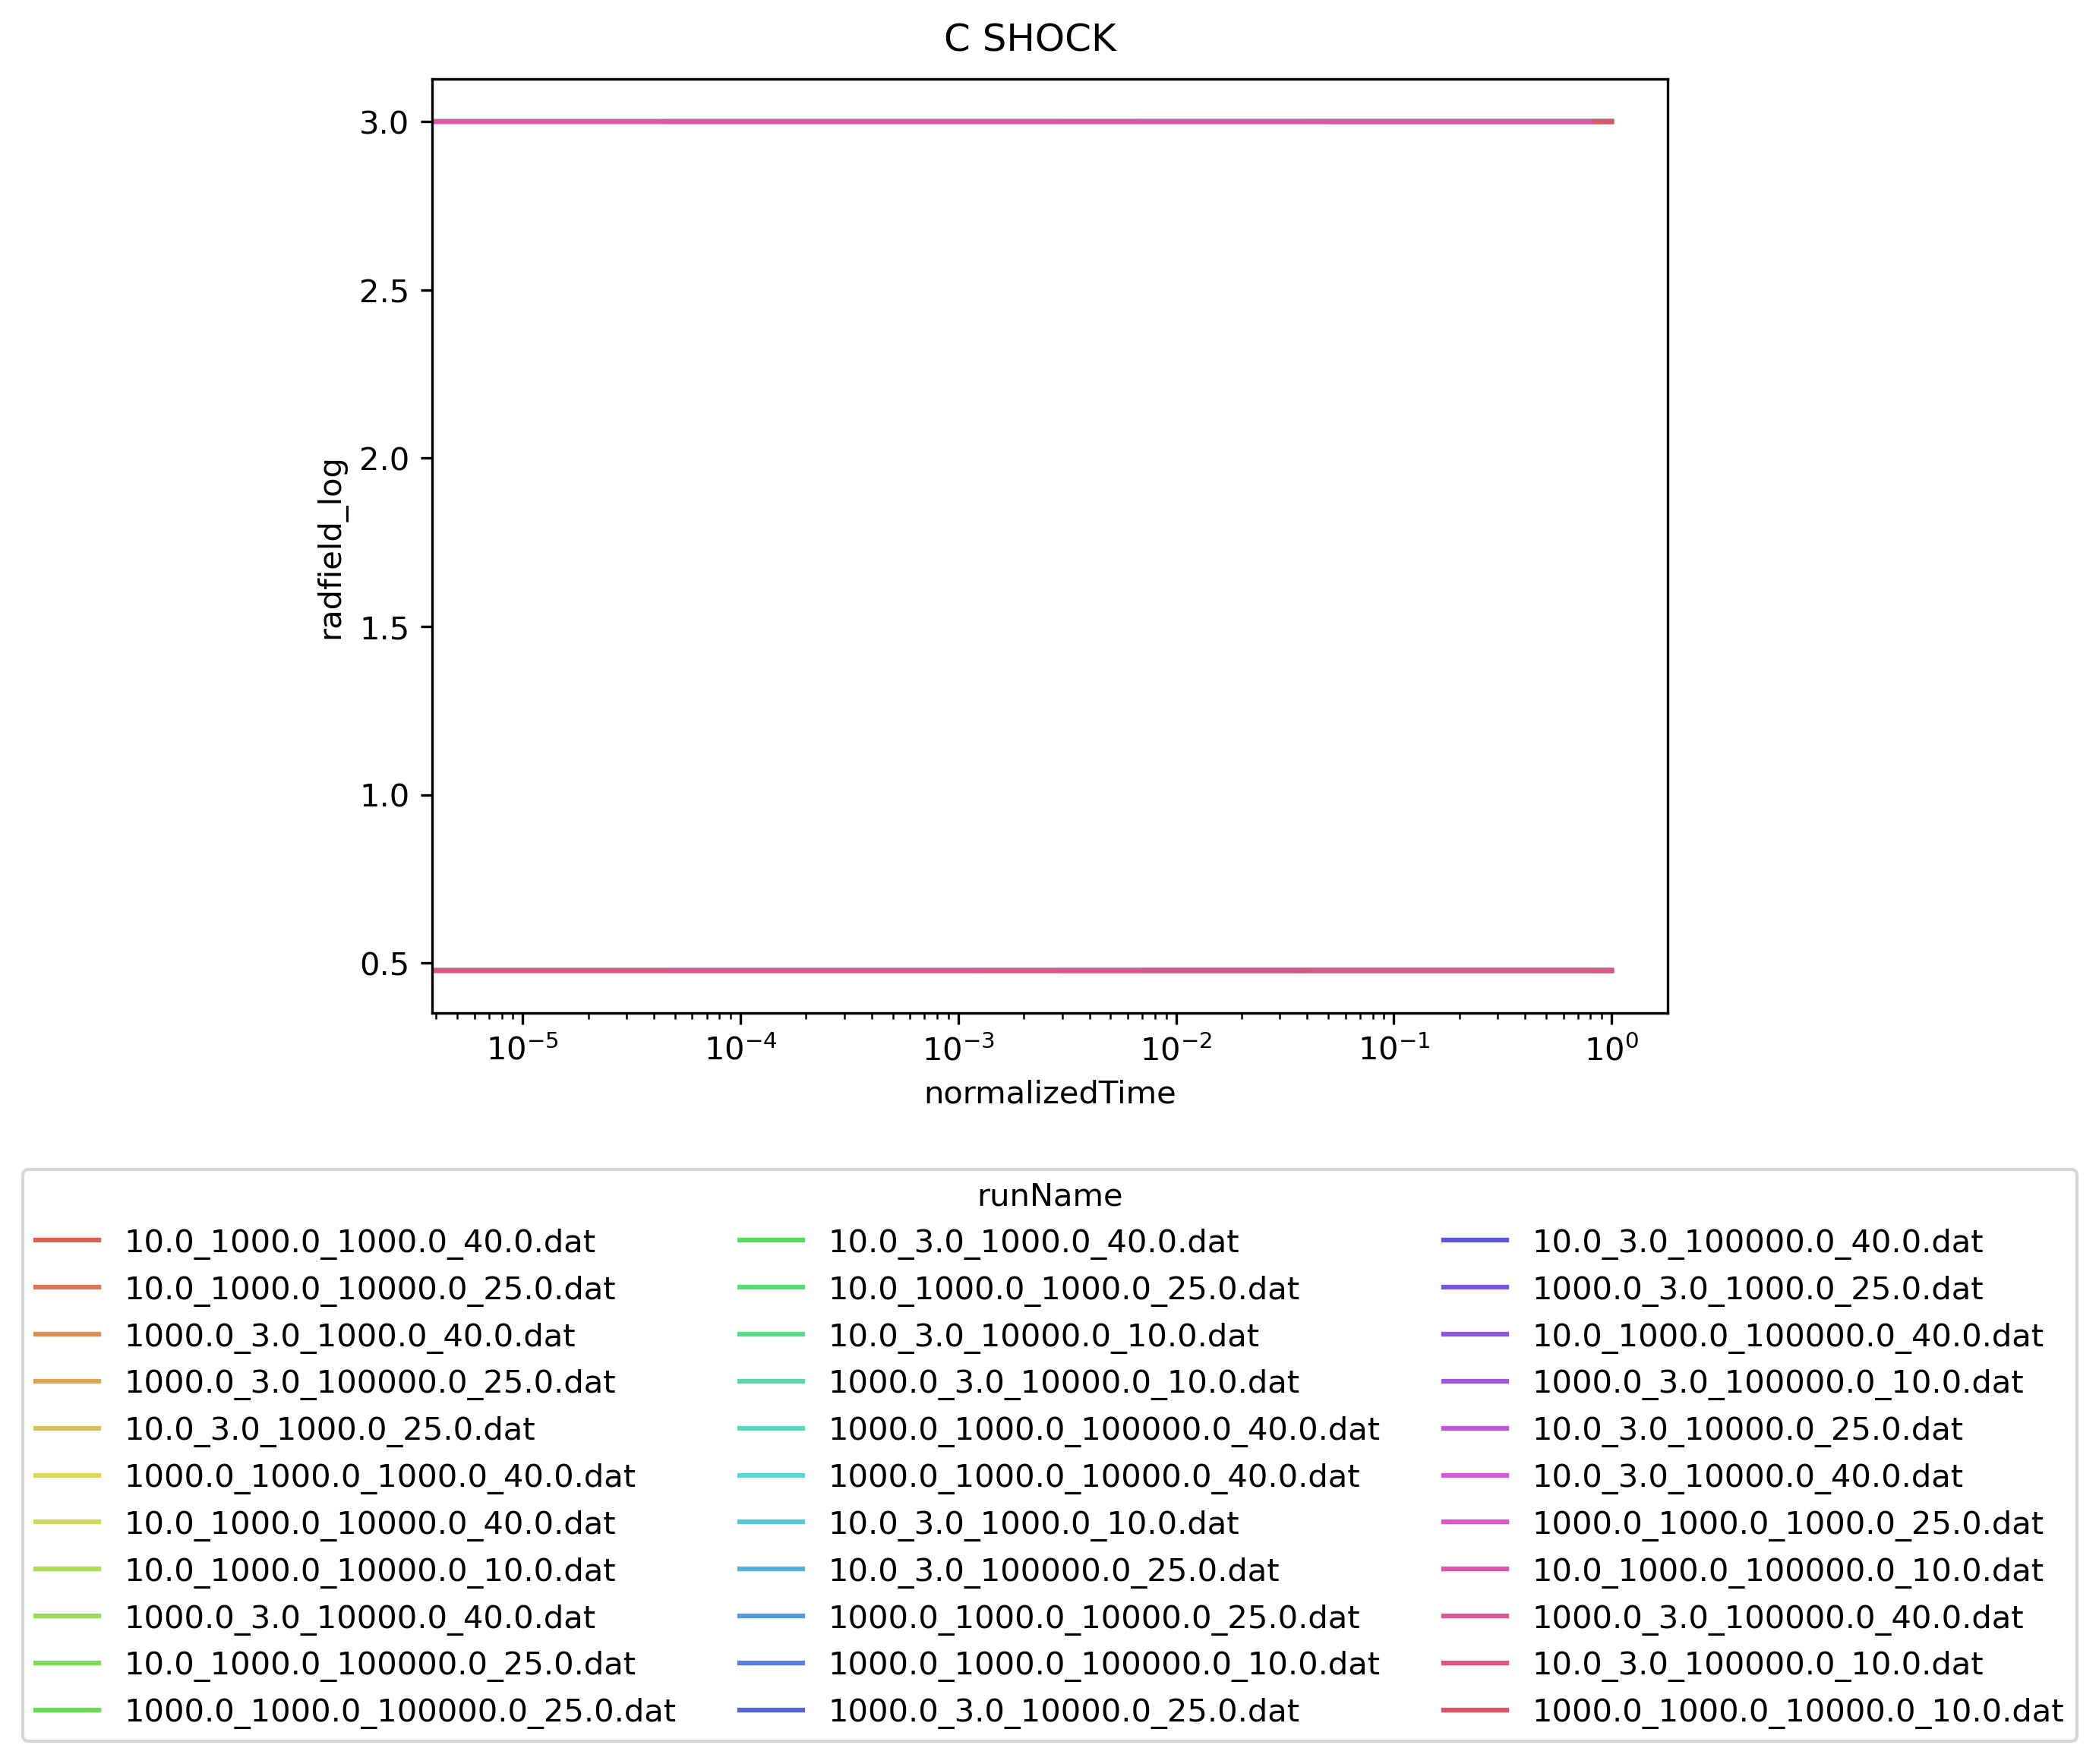 C SHOCK
3.0
2.5
2.0
1.5
1.0
0.5
radfield_log
10⁻⁵ 10⁻⁴ 10⁻³ 10⁻² 10⁻¹ 10⁰
normalizedTime
runName
10.0_1000.0_1000.0_40.0.dat
10.0_1000.0_10000.0_25.0.dat
1000.0_3.0_1000.0_40.0.dat
1000.0_3.0_100000.0_25.0.dat
10.0_3.0_1000.0_25.0.dat
1000.0_1000.0_1000.0_40.0.dat
10.0_1000.0_10000.0_40.0.dat
10.0_1000.0_10000.0_10.0.dat
1000.0_3.0_10000.0_40.0.dat
10.0_1000.0_100000.0_25.0.dat
1000.0_1000.0_100000.0_25.0.dat
10.0_3.0_1000.0_40.0.dat
10.0_1000.0_1000.0_25.0.dat
10.0_3.0_10000.0_10.0.dat
1000.0_3.0_10000.0_10.0.dat
1000.0_1000.0_100000.0_40.0.dat
1000.0_1000.0_10000.0_40.0.dat
10.0_3.0_1000.0_10.0.dat
10.0_3.0_100000.0_25.0.dat
1000.0_1000.0_10000.0_25.0.dat
1000.0_1000.0_100000.0_10.0.dat
1000.0_3.0_10000.0_25.0.dat
10.0_3.0_100000.0_40.0.dat
1000.0_3.0_1000.0_25.0.dat
10.0_1000.0_100000.0_40.0.dat
1000.0_3.0_100000.0_10.0.dat
10.0_3.0_10000.0_25.0.dat
10.0_3.0_10000.0_40.0.dat
1000.0_1000.0_1000.0_25.0.dat
10.0_1000.0_100000.0_10.0.dat
1000.0_3.0_100000.0_40.0.dat
10.0_3.0_100000.0_10.0.dat
1000.0_1000.0_10000.0_10.0.dat